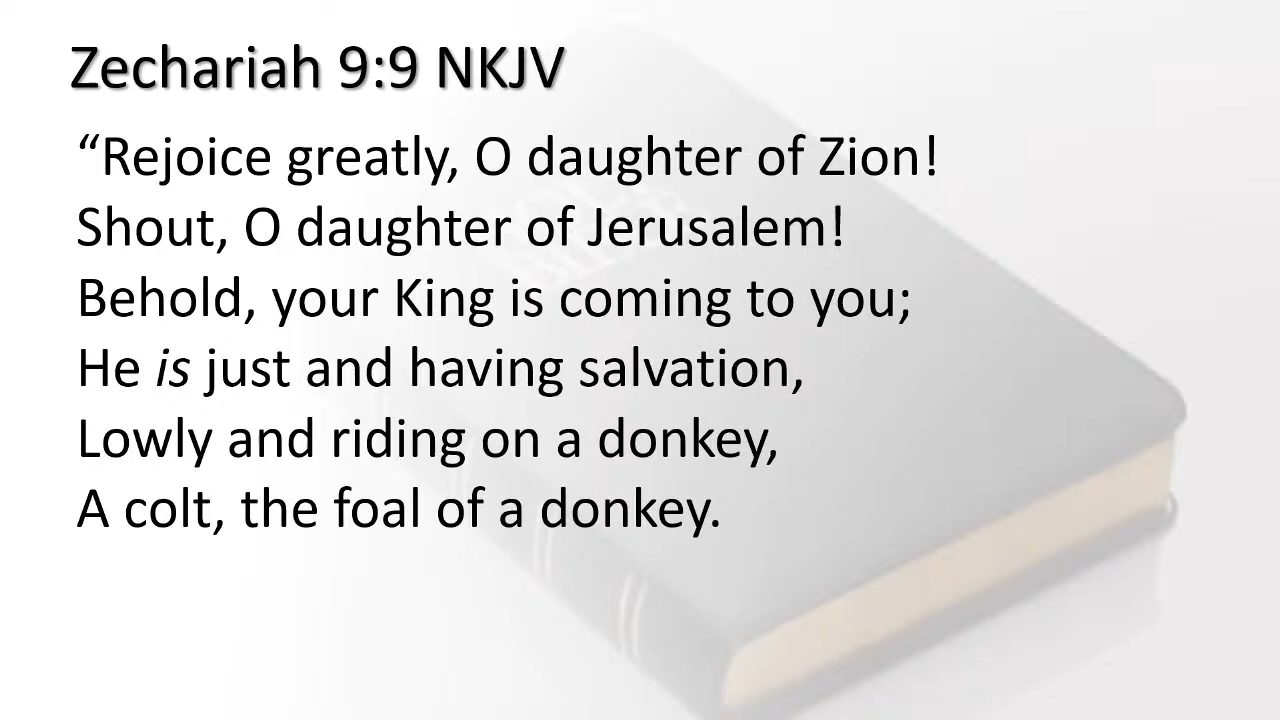 Zechariah 9:9 NKJV
“Rejoice greatly, O daughter of Zion!
Shout, O daughter of Jerusalem!
Behold, your King is coming to you;
He is just and having salvation,
Lowly and riding on a donkey,
A colt, the foal of a donkey.